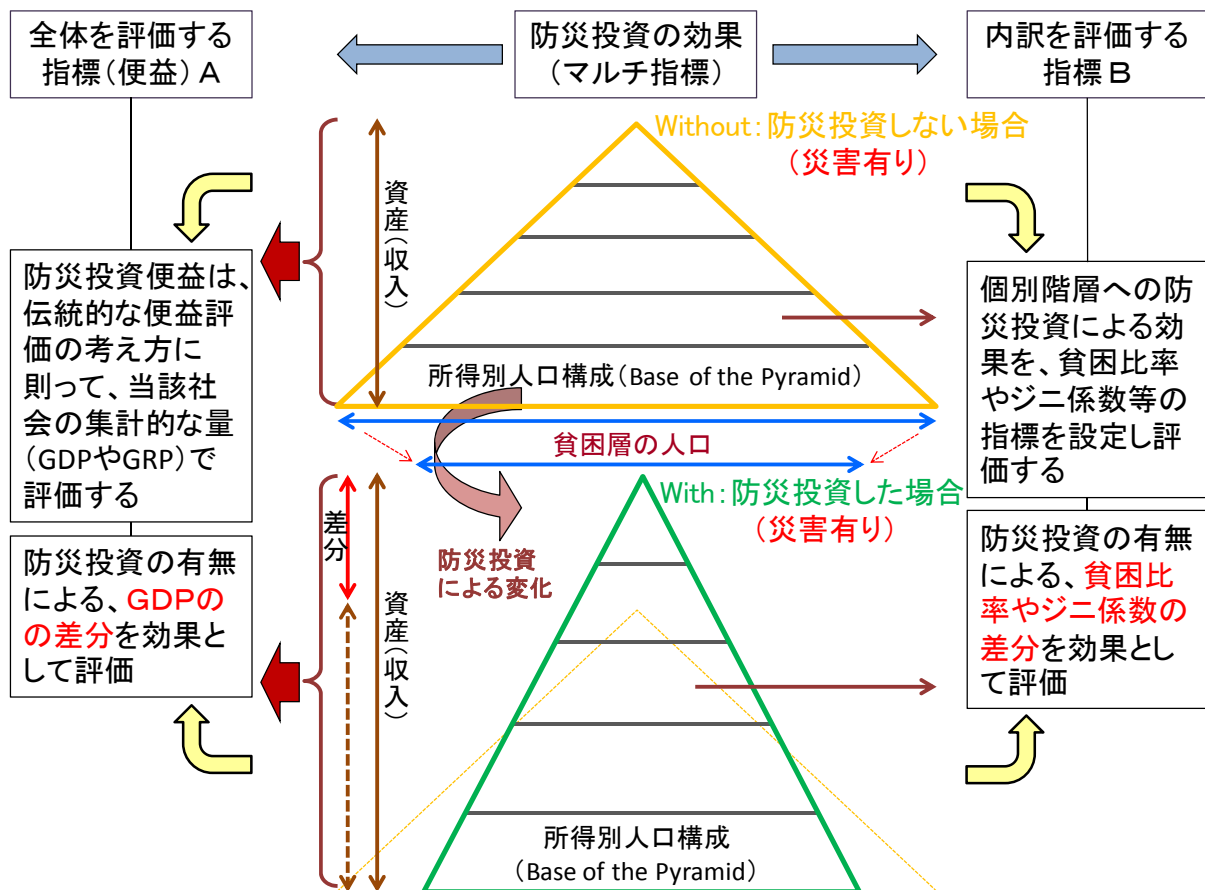 全体を評価する
指標（便益）Ａ
防災投資の効果
（マルチ指標）
内訳を評価する
指標Ｂ
Without：防災投資しない場合
（災害有り）
資産（収入）
防災投資便益は、
伝統的な便益評
価の考え方に
則って、当該社
会の集計的な量
（GDPやGRP）で
評価する
個別階層への防
災投資による効
果を、貧困比率
やジニ係数等の
指標を設定し評
価する
所得別人口構成（Base of the Pyramid）
貧困層の人口
With：防災投資した場合
（災害有り）
差分
防災投資
による変化
資産（収入）
防災投資の有無
による、ＧＤＰの
の差分を効果と
して評価
防災投資の有無
による、貧困比
率やジニ係数の
差分を効果とし
て評価
所得別人口構成
（Base of the Pyramid）